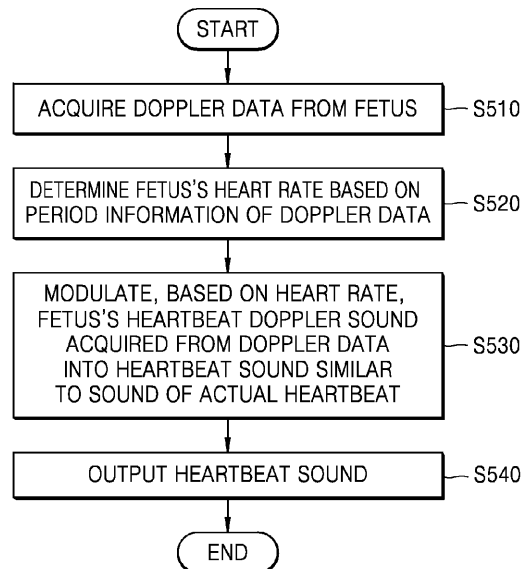 START
ACQUIRE DOPPLER DATA FROM FETUS
S510
DETERMINE FETUS'S HEART RATE BASED ON
PERIOD INFORMATION OF DOPPLER DATA
S520
MODULATE, BASED ON HEART RATE,
FETUS'S HEARTBEAT DOPPLER SOUND
ACQUIRED FROM DOPPLER DATA
INTO HEARTBEAT SOUND SIMILAR
TO SOUND OF ACTUAL HEARTBEAT
S530
OUTPUT HEARTBEAT SOUND
S540
END